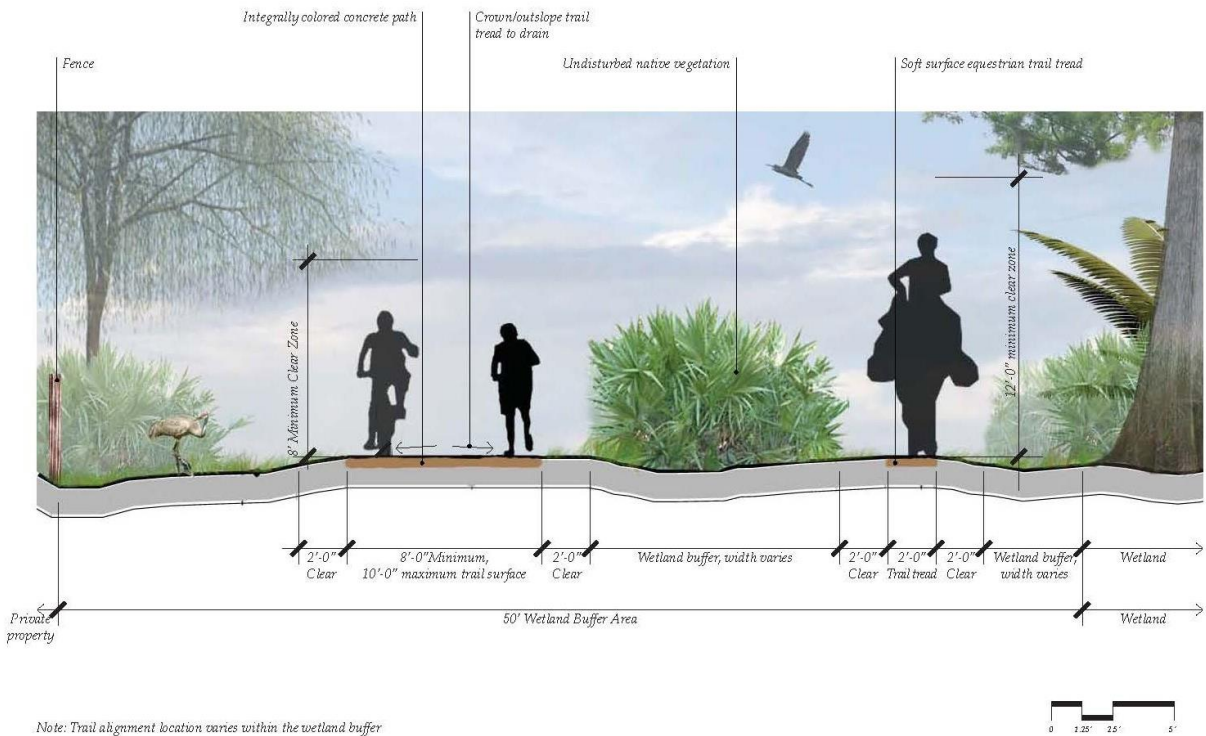 Integrally colored concrete path
Crown/outslope trail
tread to drain
Fence
Undisturbed native vegetation
Soft surface equestrian trail tread
8' Minimum Clear Zone
12'-0" minimum clear zone
2'-0"
Clear
8'-0"Minimum,
10'-0" maximum trail surface
2'-0"
Clear
Wetland buffer, width varies
2'-0"
Clear
2'-0"
Trail tread
2'-0"
Clear
Wetland buffer,
width varies
Wetland
Private
property
50' Wetland Buffer Area
Wetland
Note: Trail alignment location varies within the wetland buffer
0 1.25' 2.5' 5'